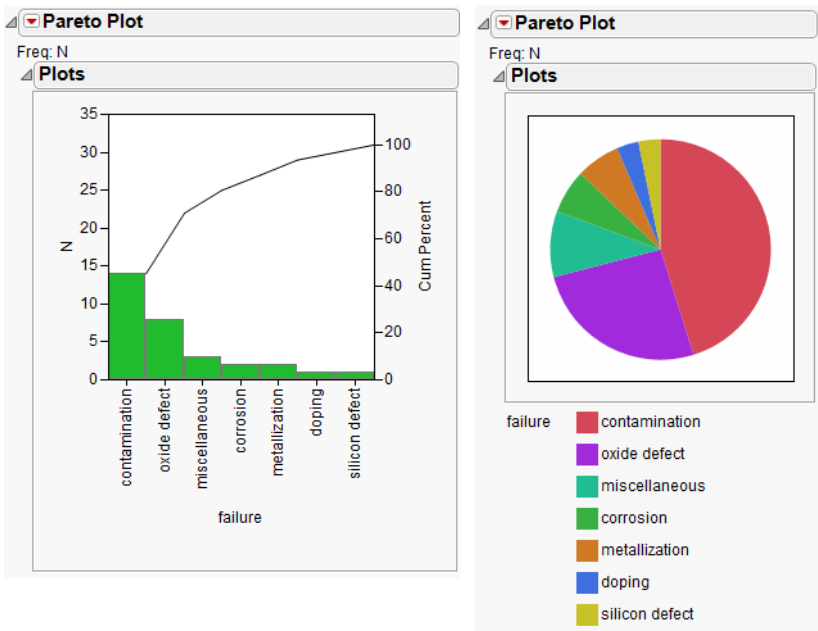 Pareto Plot
Freq: N
Plots
35
30
25
20
15
10
5
0
N
100
80
60
40
20
0
Cum Percent
contamination
oxide defect
miscellaneous
corrosion
metallization
doping
silicon defect
failure
Pareto Plot
Freq: N
Plots
failure
contamination
oxide defect
miscellaneous
corrosion
metallization
doping
silicon defect